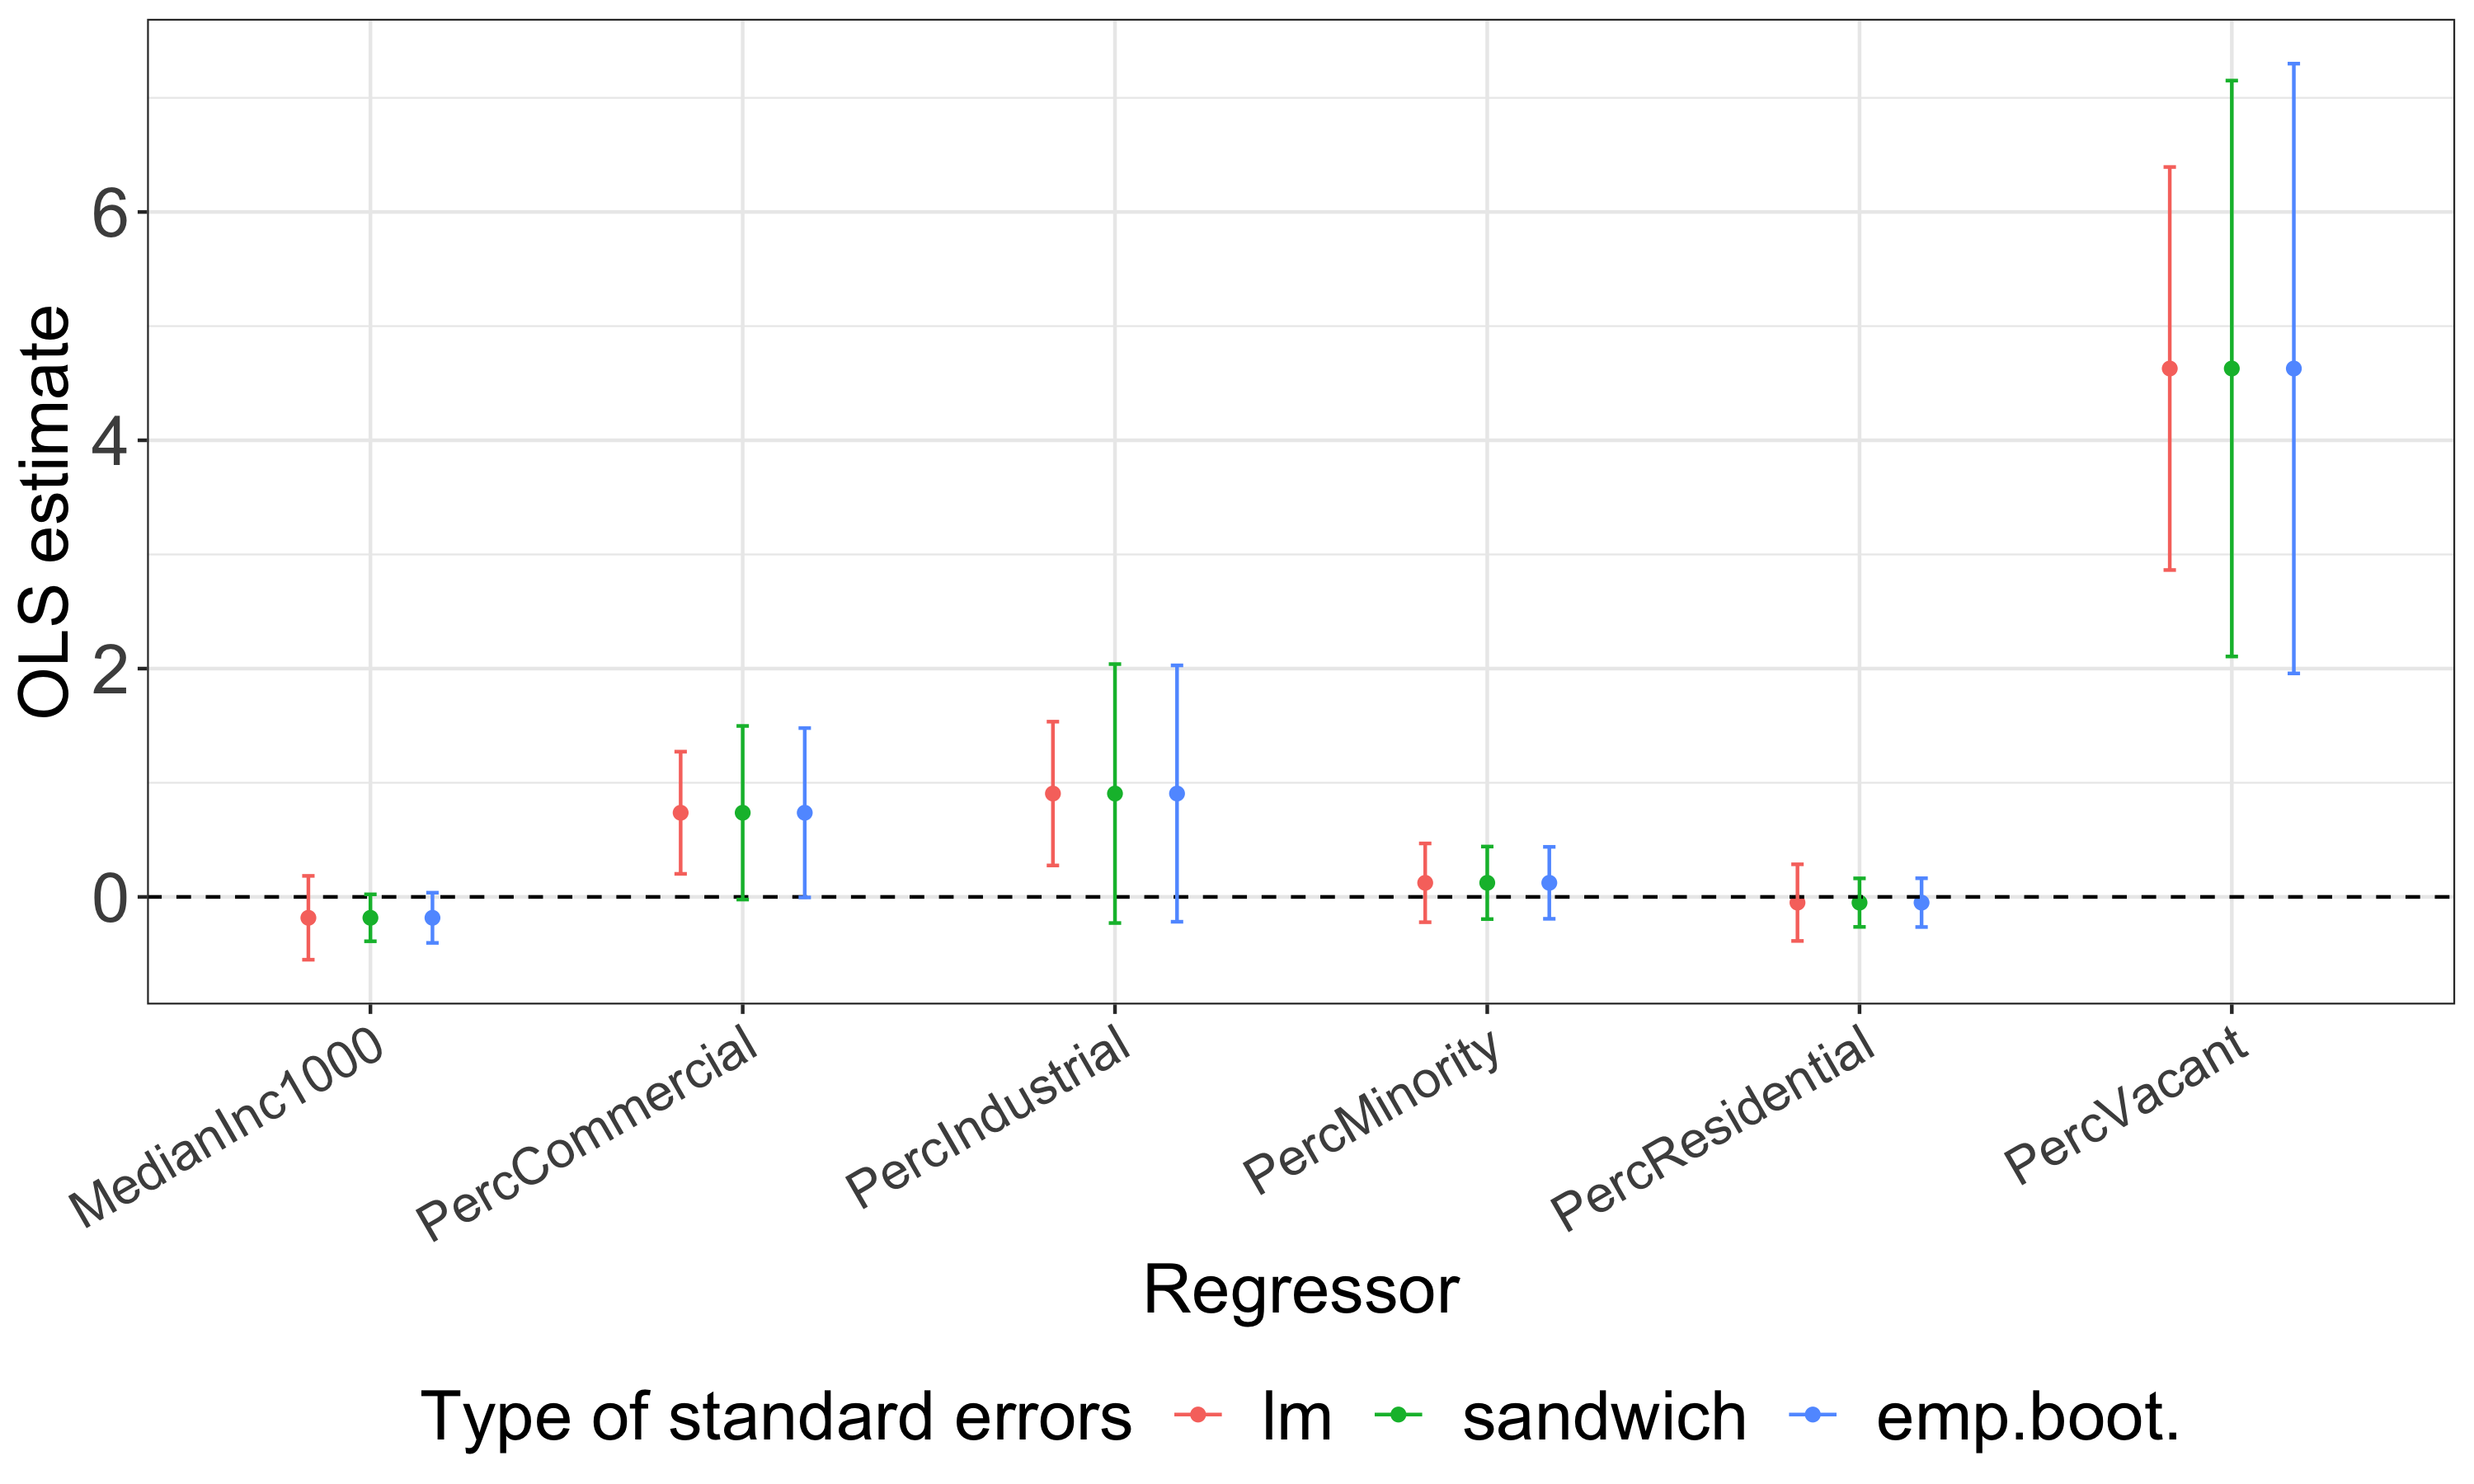 OLS estimate
6
4
2
0
MedianInc1000
PercCommercial
PercIndustrial
PercMinority
PercResidential
PercVacant
Regressor
Type of standard errors lm sandwich emp.boot.